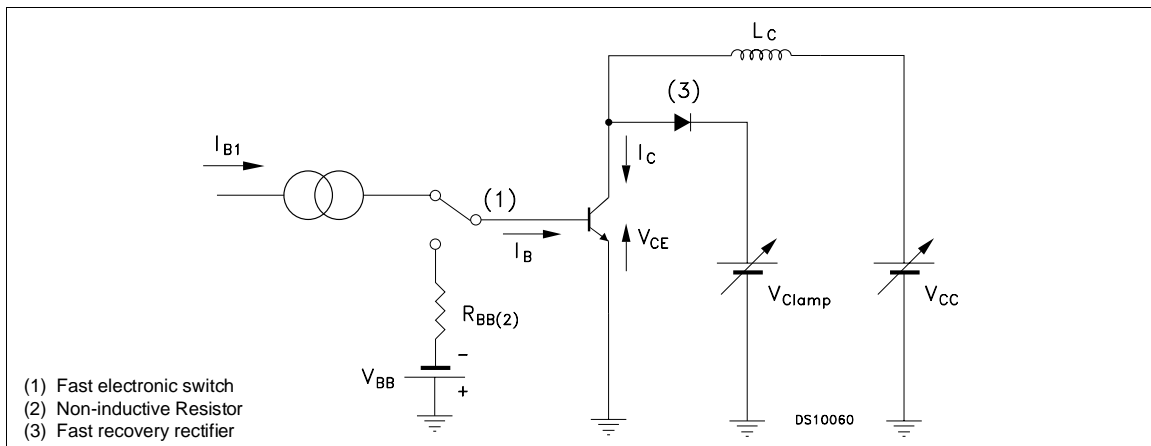 L_C
(3)
I_B1
I_C
(1)
I_B
V_CE
V_Clamp
V_CC
R_BB(2)
-
V_BB
+
(1) Fast electronic switch
(2) Non-inductive Resistor
(3) Fast recovery rectifier
DS10060